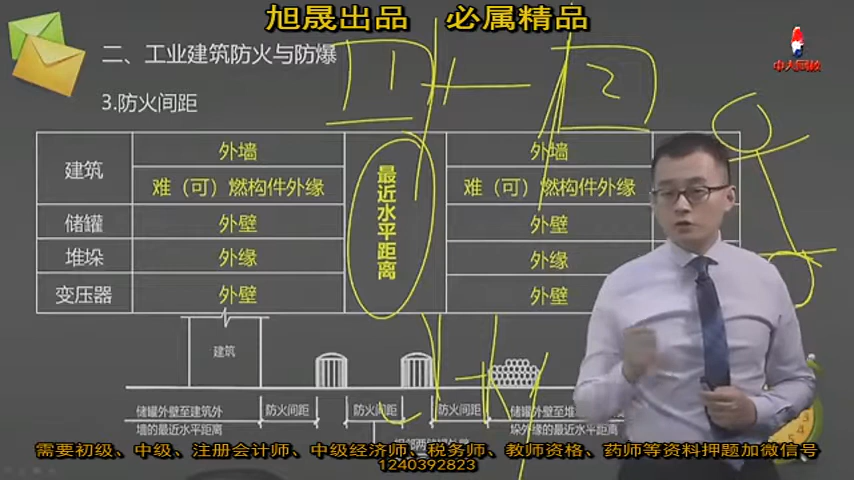 旭晟出品 必属精品
二、工业建筑防火与防爆
1
2
中大网校
3.防火间距
建筑 外墙 最近水平距离 外墙
难（可）燃构件外缘 难（可）燃构件外缘
储罐 外壁 外壁
堆垛 外缘 外缘
变压器 外壁 外壁
建筑
储罐外壁至建筑外
墙的最近水平距离
防火间距
防火间距
防火间距
储罐外壁至堆
垛外缘的最近水平距离
需要初级、中级、注册会计师、中级经济师、税务师、教师资格、药师等资料押题加微信号
1240392823